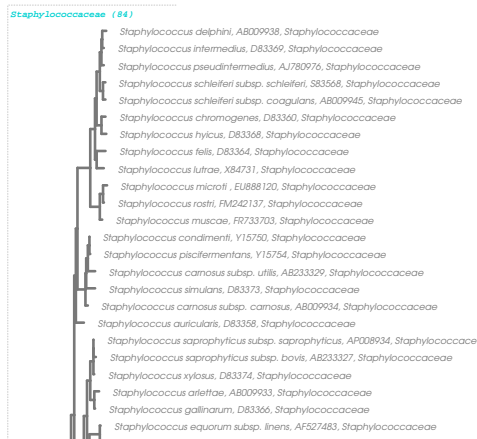 Staphylococcaceae (84)
Staphylococcus delphini, AB009938, Staphylococcaceae
Staphylococcus intermedius, D83369, Staphylococcaceae
Staphylococcus pseudintermedius, AJ780976, Staphylococcaceae
Staphylococcus schleiferi subsp. schleiferi, S83568, Staphylococcaceae
Staphylococcus schleiferi subsp. coagulans, AB009945, Staphylococcaceae
Staphylococcus chromogenes, D83360, Staphylococcaceae
Staphylococcus hyicus, D83368, Staphylococcaceae
Staphylococcus felis, D83364, Staphylococcaceae
Staphylococcus lutrae, X84731, Staphylococcaceae
Staphylococcus microti , EU888120, Staphylococcaceae
Staphylococcus rostri, FM242137, Staphylococcaceae
Staphylococcus muscae, FR733703, Staphylococcaceae
Staphylococcus condimenti, Y15750, Staphylococcaceae
Staphylococcus piscifermentans, Y15754, Staphylococcaceae
Staphylococcus carnosus subsp. utilis, AB233329, Staphylococcaceae
Staphylococcus simulans, D83373, Staphylococcaceae
Staphylococcus carnosus subsp. carnosus, AB009934, Staphylococcaceae
Staphylococcus auricularis, D83358, Staphylococcaceae
Staphylococcus saprophyticus subsp. saprophyticus, AP008934, Staphylococcace
Staphylococcus saprophyticus subsp. bovis, AB233327, Staphylococcaceae
Staphylococcus xylosus, D83374, Staphylococcaceae
Staphylococcus arlettae, AB009933, Staphylococcaceae
Staphylococcus gallinarum, D83366, Staphylococcaceae
Staphylococcus equorum subsp. linens, AF527483, Staphylococcaceae